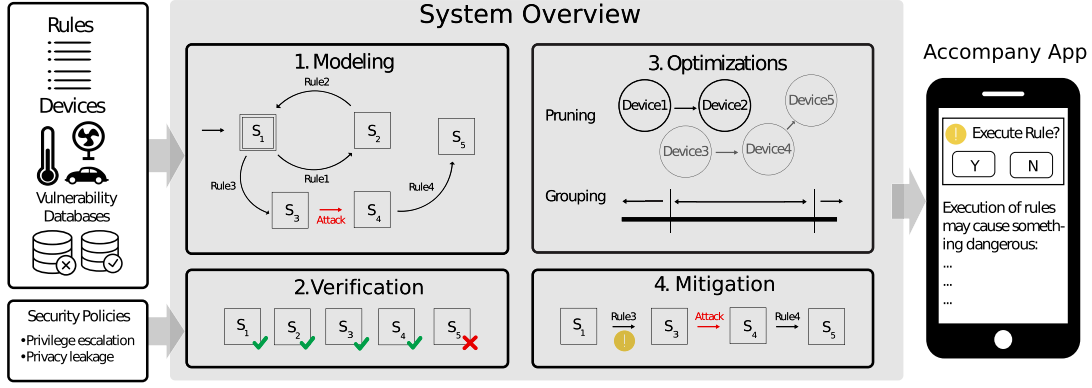 Rules
Devices
Vulnerability
Databases
Security Policies
•Privilege escalation
•Privacy leakage
System Overview
1. Modeling
Rule2
S1
S2
S5
Rule1
Rule3
Rule4
S3
Attack
S4
2.Verification
S1
S2
S3
S4
S5
3. Optimizations
Pruning
Device1
Device2
Device5
Device3
Device4
Grouping
4. Mitigation
S1
Rule3
!
S3
Attack
S4
Rule4
S5
Accompany App
! Execute Rule?
Y N
Execution of rules
may cause someth-
ing dangerous:
...
...
...